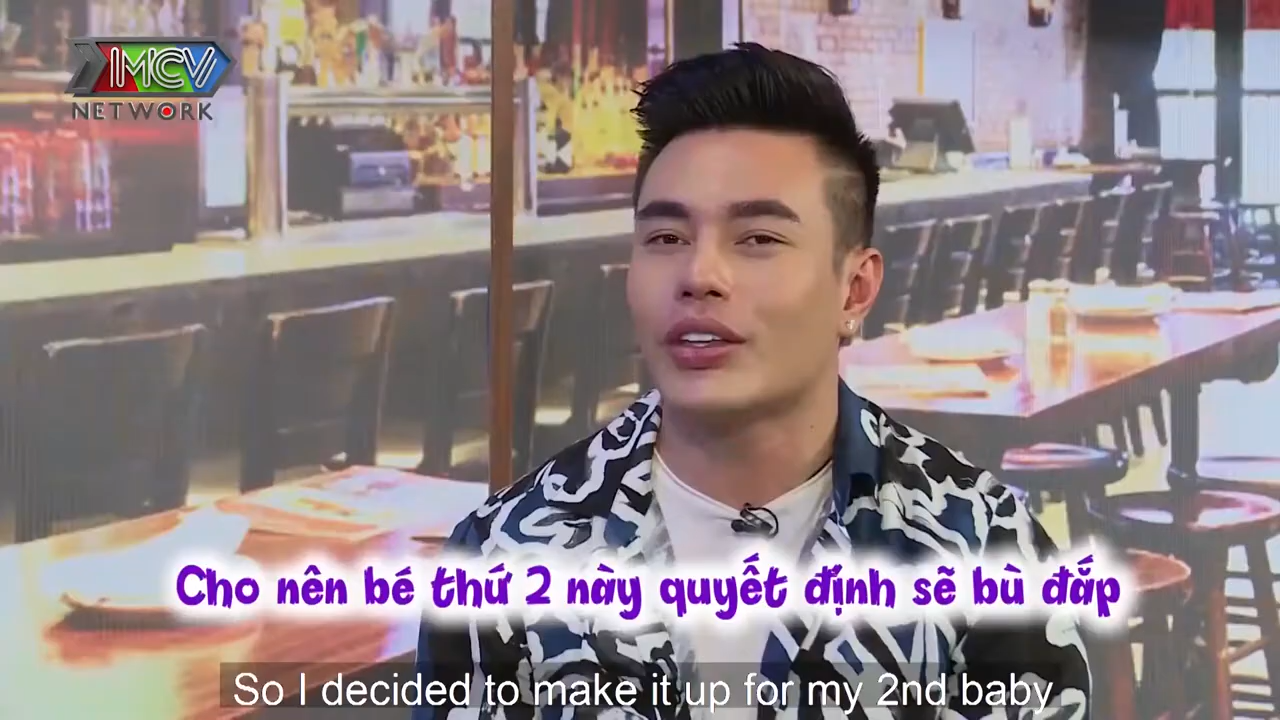 MCV
NETWORK
Cho nên bé thứ 2 này quyết định sẽ bù đắp
So I decided to make it up for my 2nd baby